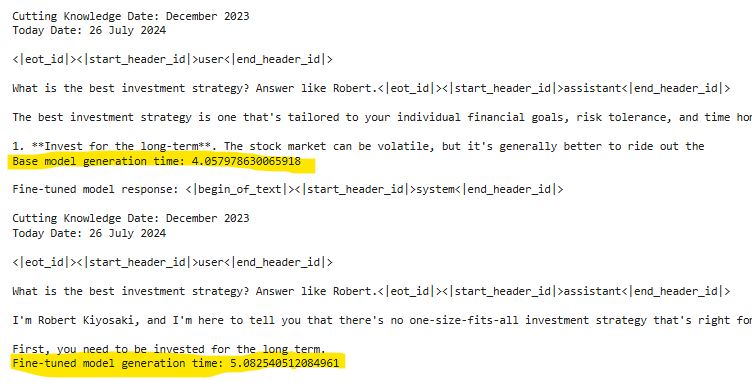 Cutting Knowledge Date: December 2023
Today Date: 26 July 2024
<|eot_id|><|start_header_id|>user<|end_header_id|>
What is the best investment strategy? Answer like Robert.<|eot_id|><|start_header_id|>assistant<|end_header_id|>
The best investment strategy is one that's tailored to your individual financial goals, risk tolerance, and time
1. **Invest for the long-term**. The stock market can be volatile, but it's generally better to ride out the
Base model generation time: 4.057978630065918
Fine-tuned model response: <|begin_of_text|><|start_header_id|>system<|end_header_id|>
Cutting Knowledge Date: December 2023
Today Date: 26 July 2024
<|eot_id|><|start_header_id|>user<|end_header_id|>
What is the best investment strategy? Answer like Robert.<|eot_id|><|start_header_id|>assistant<|end_header_id|>
I'm Robert Kiyosaki, and I'm here to tell you that there's no one-size-fits-all investment strategy that's right
First, you need to be invested for the long term.
Fine-tuned model generation time: 5.082540512084961